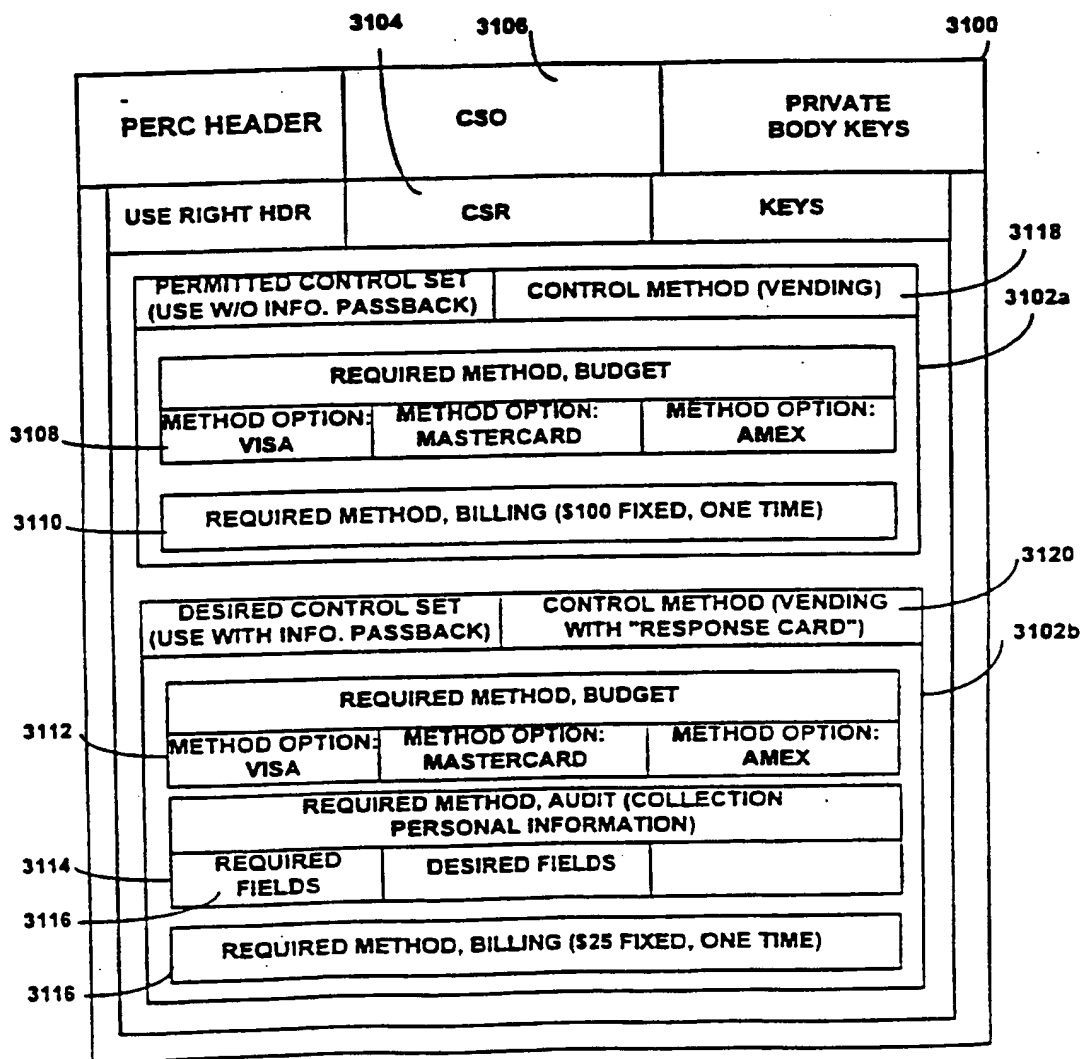 3104
3106
3100
PERC HEADER
CSO
PRIVATE
BODY KEYS
USE RIGHT HDR
CSR
KEYS
3118
PERMITTED CONTROL SET
(USE W/O INFO. PASSBACK)
CONTROL METHOD (VENDING)
3102a
REQUIRED METHOD, BUDGET
METHOD OPTION:
VISA
METHOD OPTION:
MASTERCARD
METHOD OPTION:
AMEX
3108
REQUIRED METHOD, BILLING ($100 FIXED, ONE TIME)
3110
3120
DESIRED CONTROL SET
(USE WITH INFO. PASSBACK)
CONTROL METHOD (VENDING
WITH "RESPONSE CARD")
3102b
REQUIRED METHOD, BUDGET
3112
METHOD OPTION:
VISA
METHOD OPTION:
MASTERCARD
METHOD OPTION:
AMEX
REQUIRED METHOD, AUDIT (COLLECTION
PERSONAL INFORMATION)
3114
REQUIRED
FIELDS
DESIRED FIELDS
3116
REQUIRED METHOD, BILLING ($25 FIXED, ONE TIME)
3116